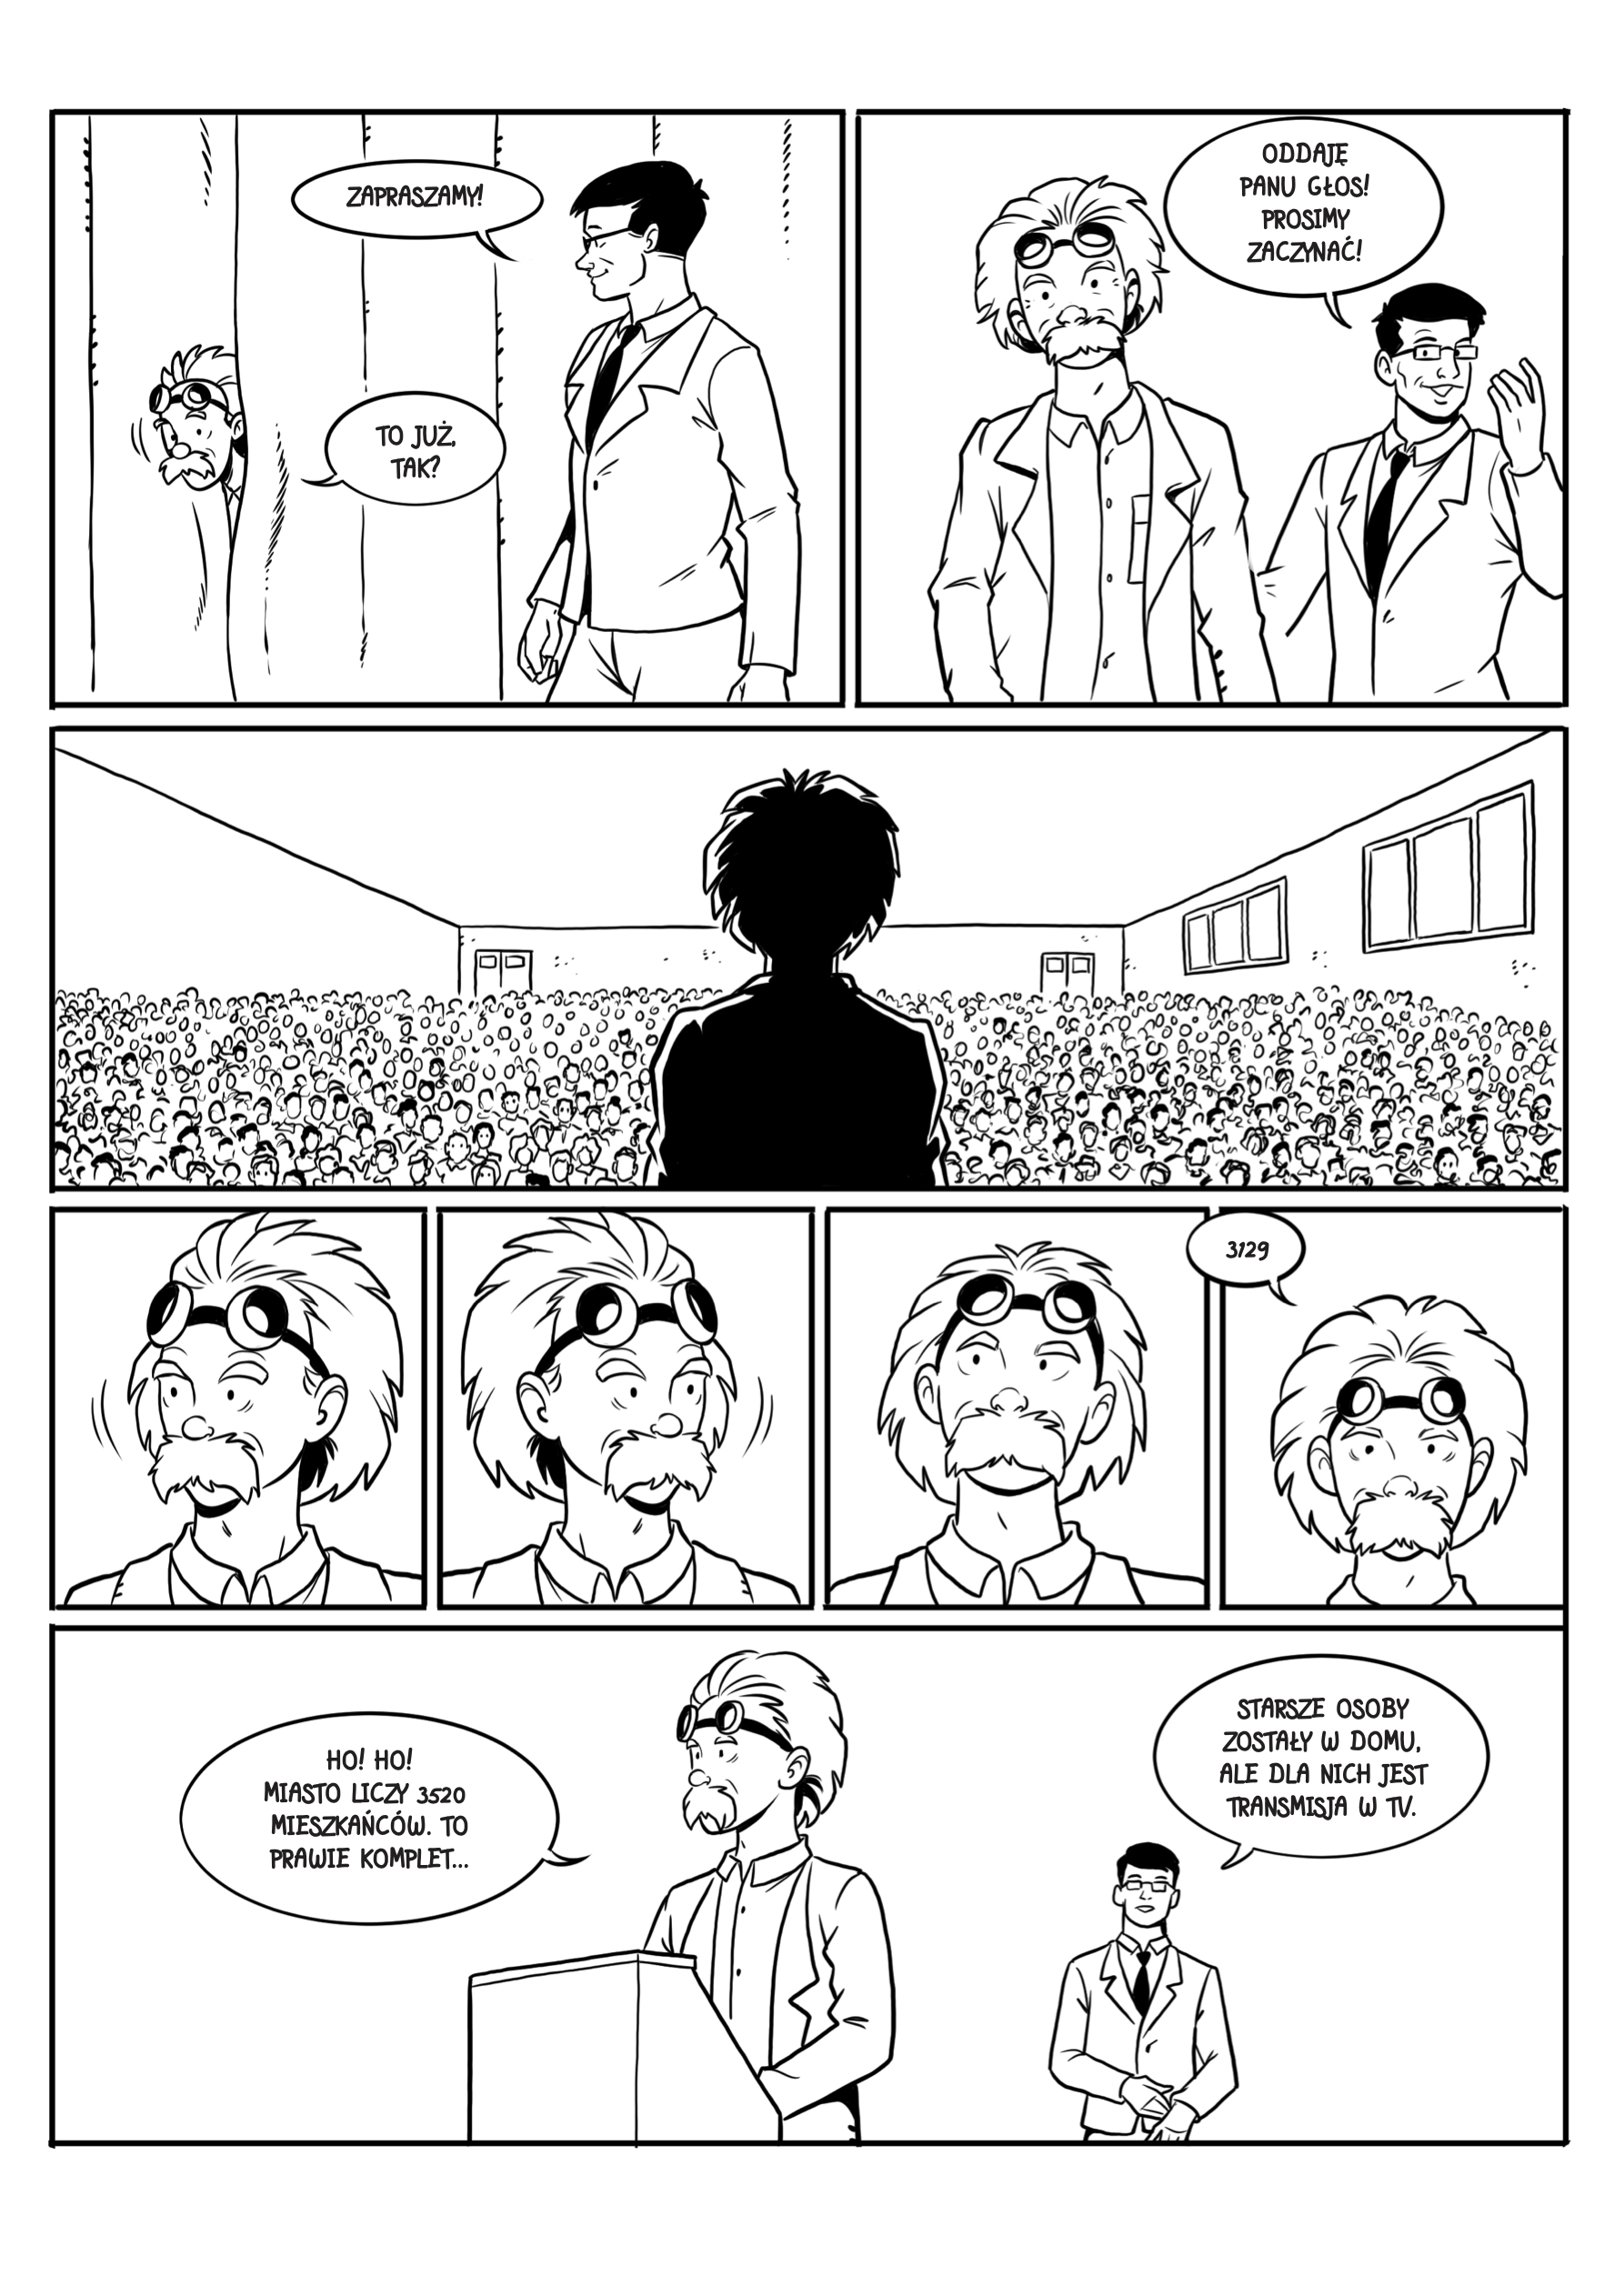 ZAPRASZAMY!
TO JUŻ,
TAK?
ODDAJĘ
PANU GŁOS!
PROSIMY
ZACZYNAĆ!
3129
HO! HO!
MIASTO LICZY 3520
MIESZKAŃCÓW. TO
PRAWIE KOMPLET...
STARSZE OSOBY
ZOSTAŁY W DOMU,
ALE DLA NICH JEST
TRANSMISJA W TV.